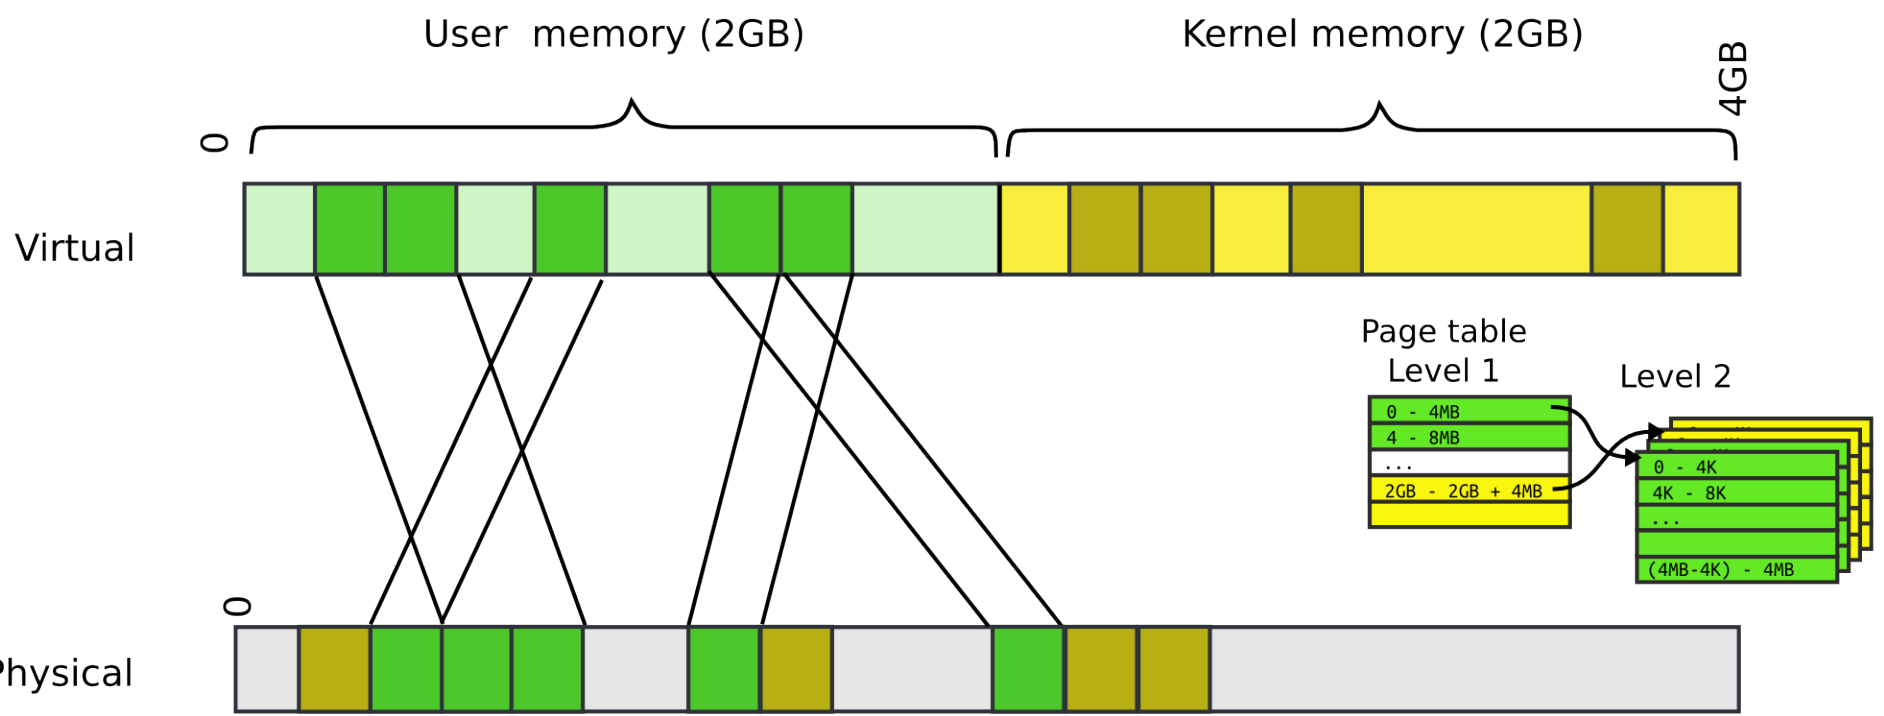 User  memory (2GB)
Kernel memory (2GB)
4GB
0
Virtual
Page table
Level 1
Level 2
0 - 4MB
4 - 8MB
...
2GB - 2GB + 4MB
0 - 4K
4K - 8K
...
(4MB-4K) - 4MB
0
Physical